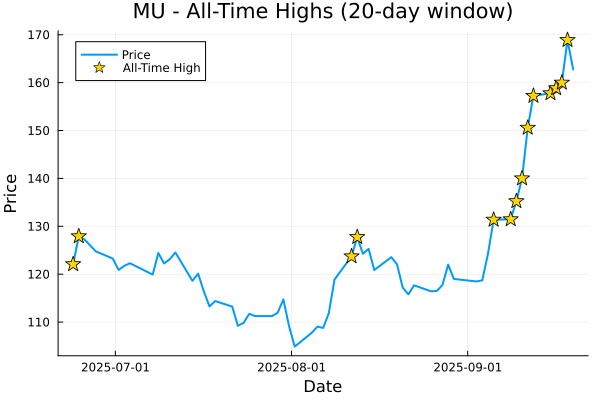 MU - All-Time Highs (20-day window)
Price
All-Time High
170
160
150
140
130
120
110
Price
2025-07-01
2025-08-01
2025-09-01
Date